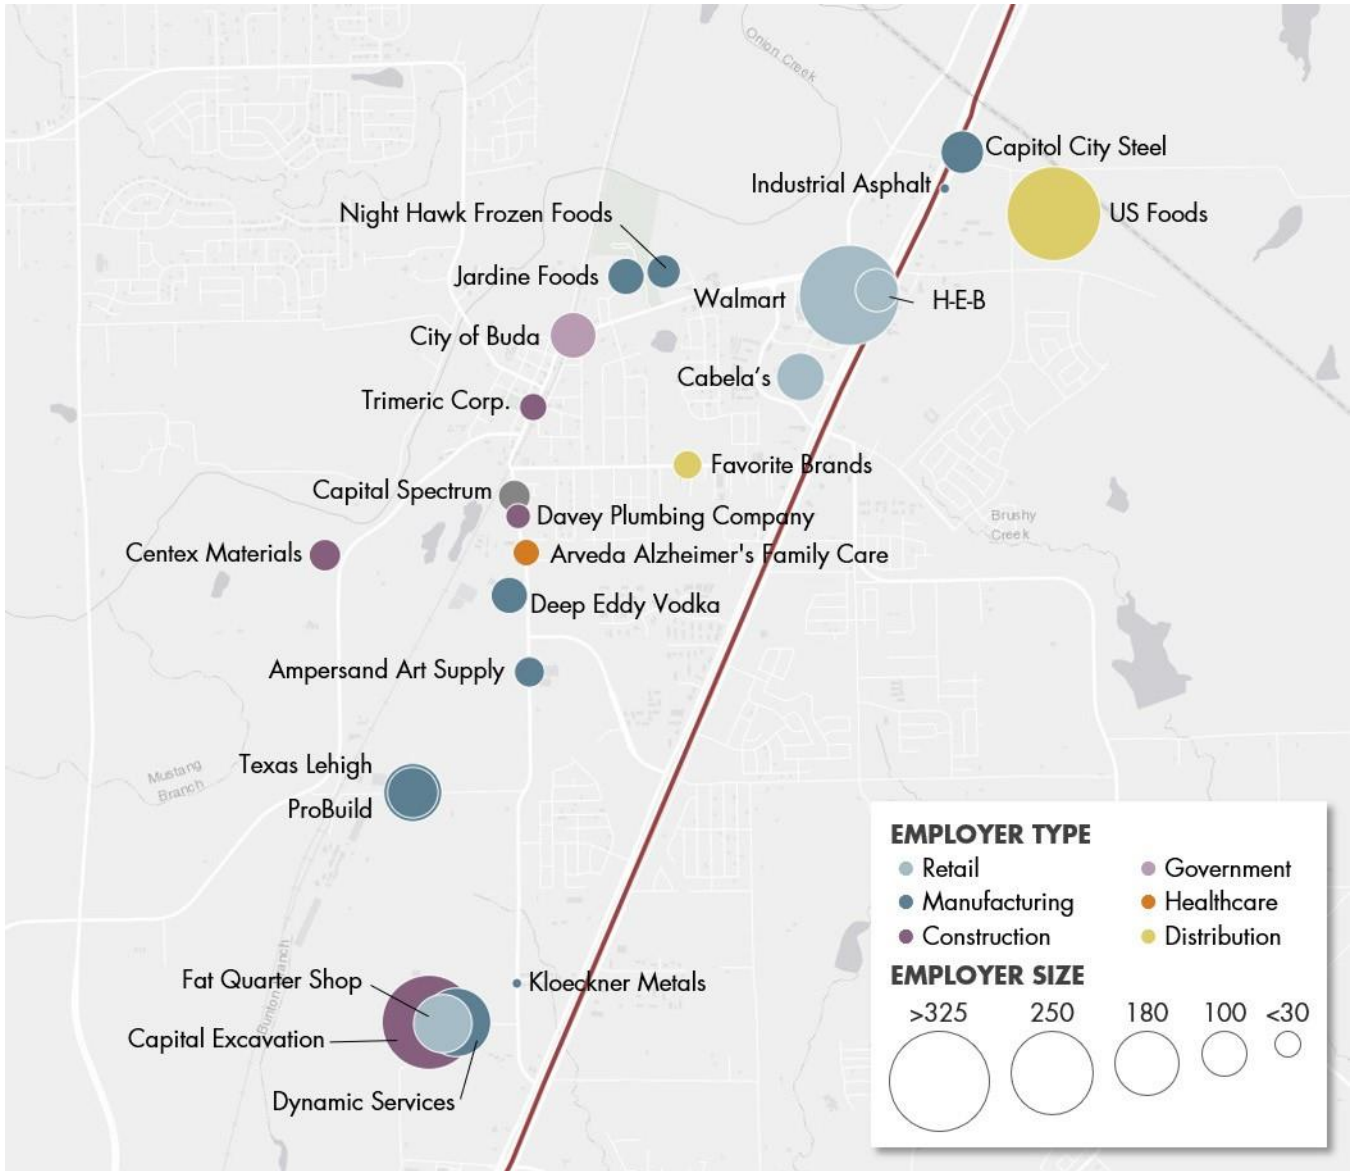 Onion Creek
Capitol City Steel
Industrial Asphalt
Night Hawk Frozen Foods
US Foods
Jardine Foods
Walmart
H-E-B
City of Buda
Cabela's
Trimeric Corp.
Favorite Brands
Capital Spectrum
Davey Plumbing Company
Brushy
Creek
Centex Materials
Arveda Alzheimer's Family Care
Deep Eddy Vodka
Ampersand Art Supply
Texas Lehigh
Mustang
Branch
ProBuild
Bunton Branch
Fat Quarter Shop
Kloeckner Metals
Capital Excavation
Dynamic Services
EMPLOYER TYPE
Retail
Government
Manufacturing
Healthcare
Construction
Distribution
EMPLOYER SIZE
>325 250 180 100 <30